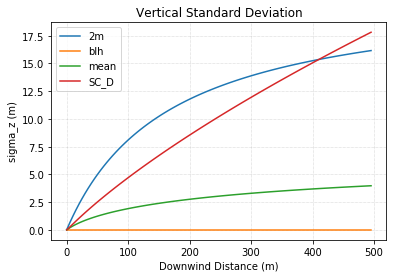 Vertical Standard Deviation
2m
blh
mean
SC_D
17.5
15.0
12.5
10.0
7.5
5.0
2.5
0.0
sigma_z (m)
0 100 200 300 400 500
Downwind Distance (m)